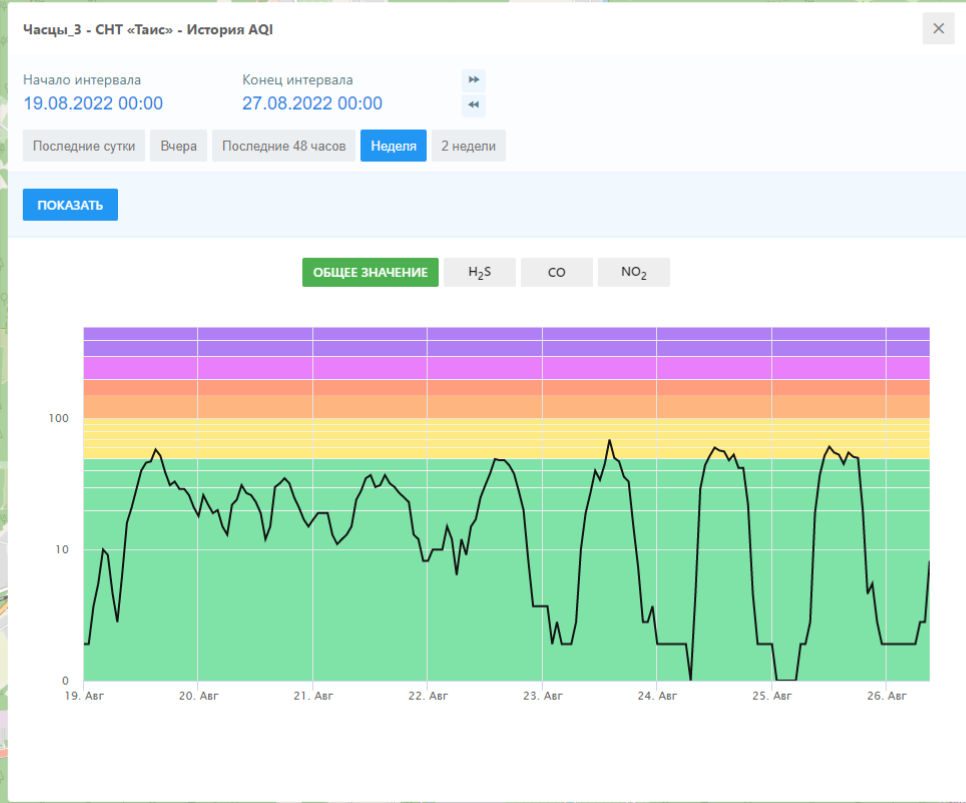 Часцы_3 - СНТ «Таис» - История AQI
Начало интервала
Конец интервала
19.08.2022 00:00
27.08.2022 00:00
Последние сутки
Вчера
Последние 48 часов
Неделя
2 недели
ПОКАЗАТЬ
ОБЩЕЕ ЗНАЧЕНИЕ
H₂S
CO
NO₂
100
10
0
19. Авг
20. Авг
21. Авг
22. Авг
23. Авг
24. Авг
25. Авг
26. Авг